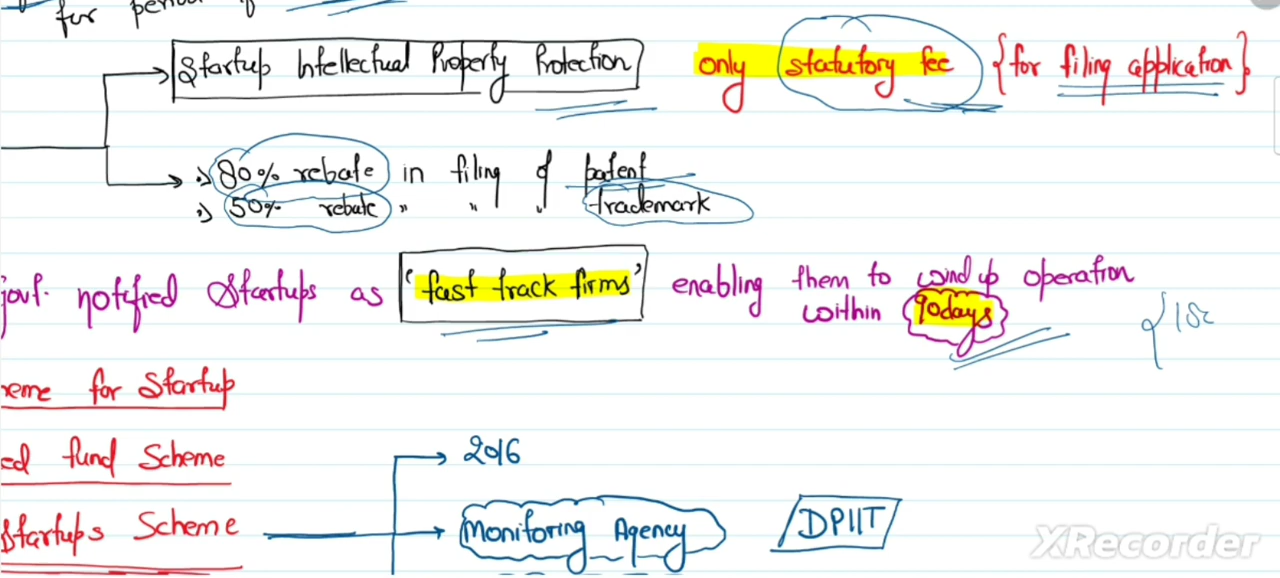 for period of
Startup Intellectual Property Protection only statutory fee {for filing application}
80% rebate in filing of patent
50% rebate " " " trademark
govt. notified Startups as 'fast track firms' enabling them to wind up operation
within 90days
eme for Startup
ed fund Scheme
2016
Startups Scheme
Monitoring Agency DPIIT
XRecorder